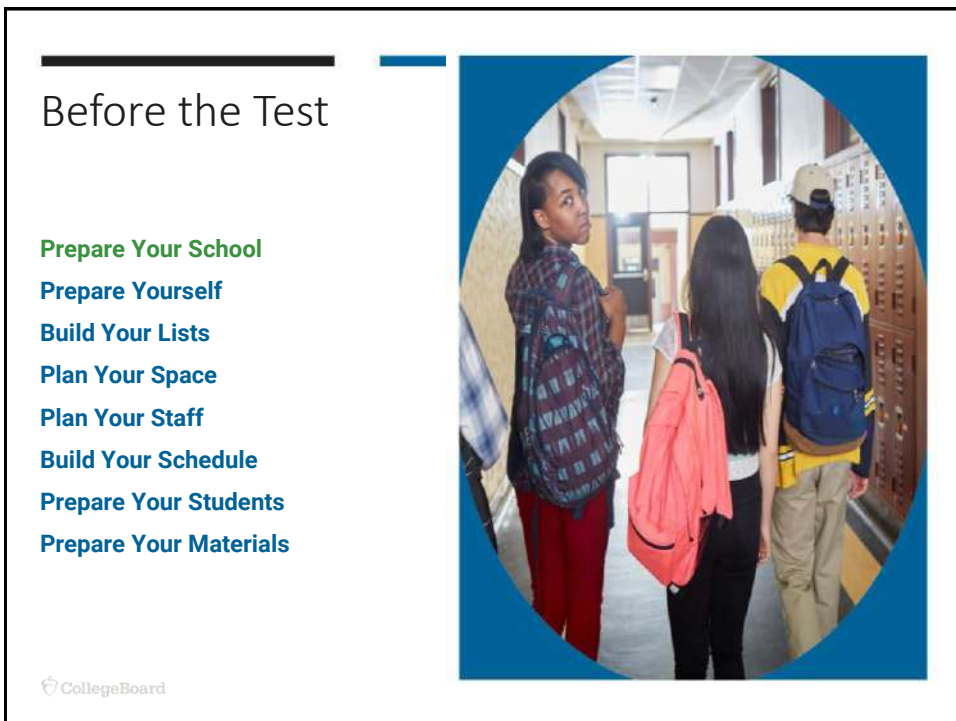 Before the Test
Prepare Your School
Prepare Yourself
Build Your Lists
Plan Your Space
Plan Your Staff
Build Your Schedule
Prepare Your Students
Prepare Your Materials
CollegeBoard